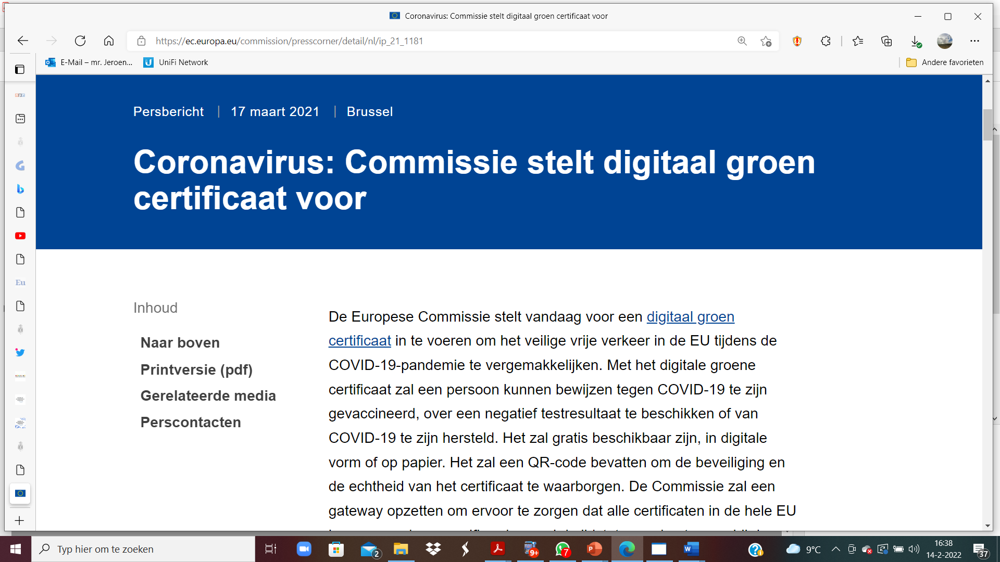 Coronavirus: Commissie stelt digitaal groen certificaat voor
https://ec.europa.eu/commission/presscorner/detail/nl/ip_21_1181
E-Mail – mr. Jeroen...
UniFi Network
Andere favorieten
Persbericht | 17 maart 2021 | Brussel
Coronavirus: Commissie stelt digitaal groen
certificaat voor
Eu
Inhoud
Naar boven
Printversie (pdf)
Gerelateerde media
Perscontacten
De Europese Commissie stelt vandaag voor een digitaal groen
certificaat in te voeren om het veilige vrije verkeer in de EU tijdens de
COVID-19-pandemie te vergemakkelijken. Met het digitale groene
certificaat zal een persoon kunnen bewijzen tegen COVID-19 te zijn
gevaccineerd, over een negatief testresultaat te beschikken of van
COVID-19 te zijn hersteld. Het zal gratis beschikbaar zijn, in digitale
vorm of op papier. Het zal een QR-code bevatten om de beveiliging en
de echtheid van het certificaat te waarborgen. De Commissie zal een
gateway opzetten om ervoor te zorgen dat alle certificaten in de hele EU
Typ hier om te zoeken
2
9+
7
9°C
16:38
14-2-2022
37